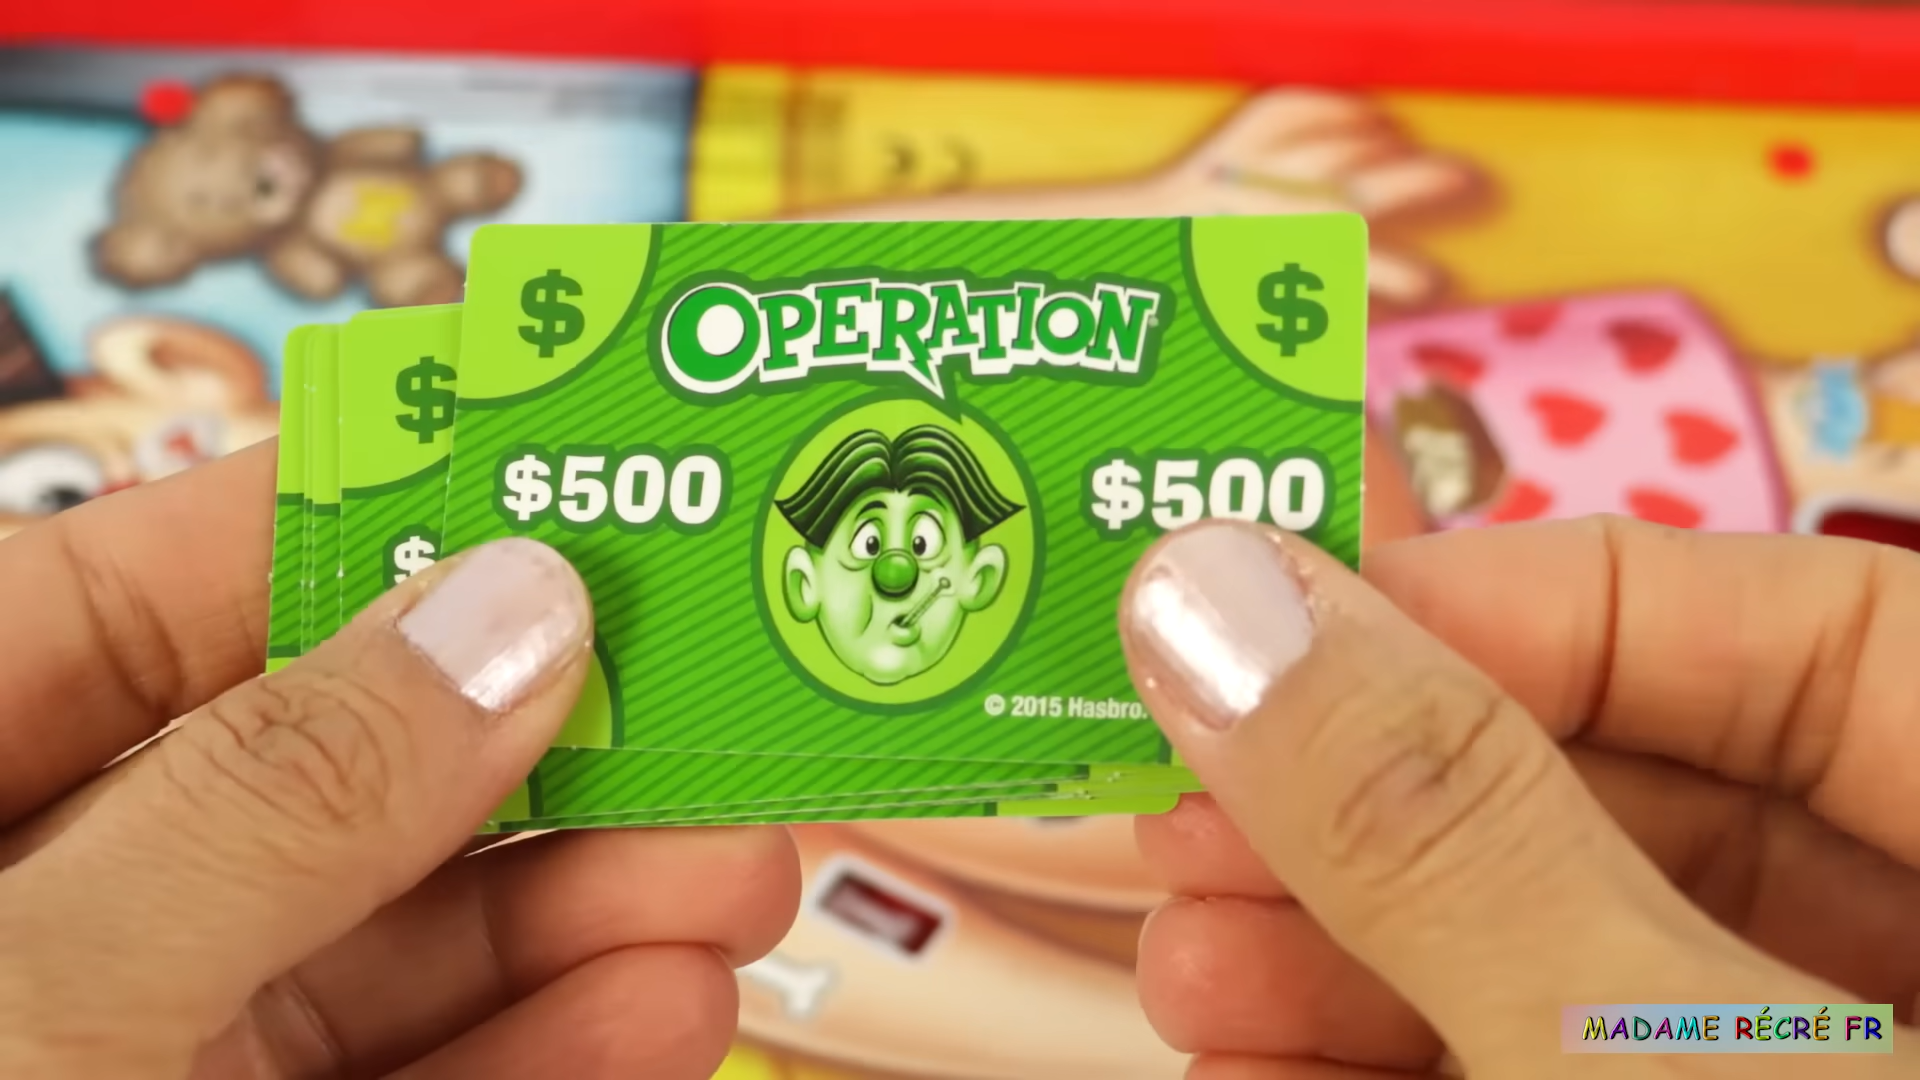 $ $
OPERATION
$
$500 $500
$
© 2015 Hasbro.
MADAME RÉCRÉ FR